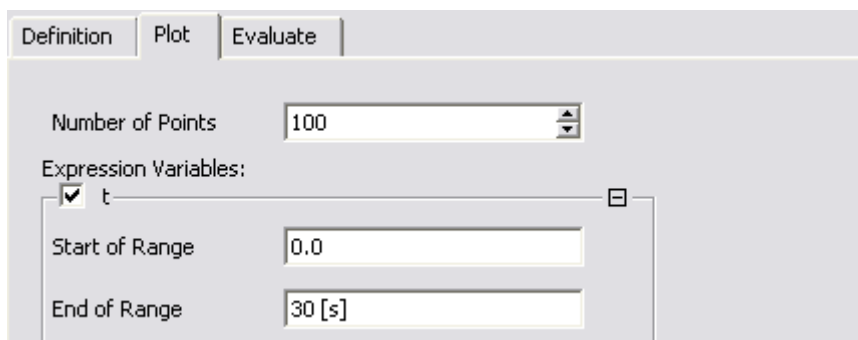 Definition Plot Evaluate
Number of Points 100
Expression Variables:
t
Start of Range 0.0
End of Range 30 [s]